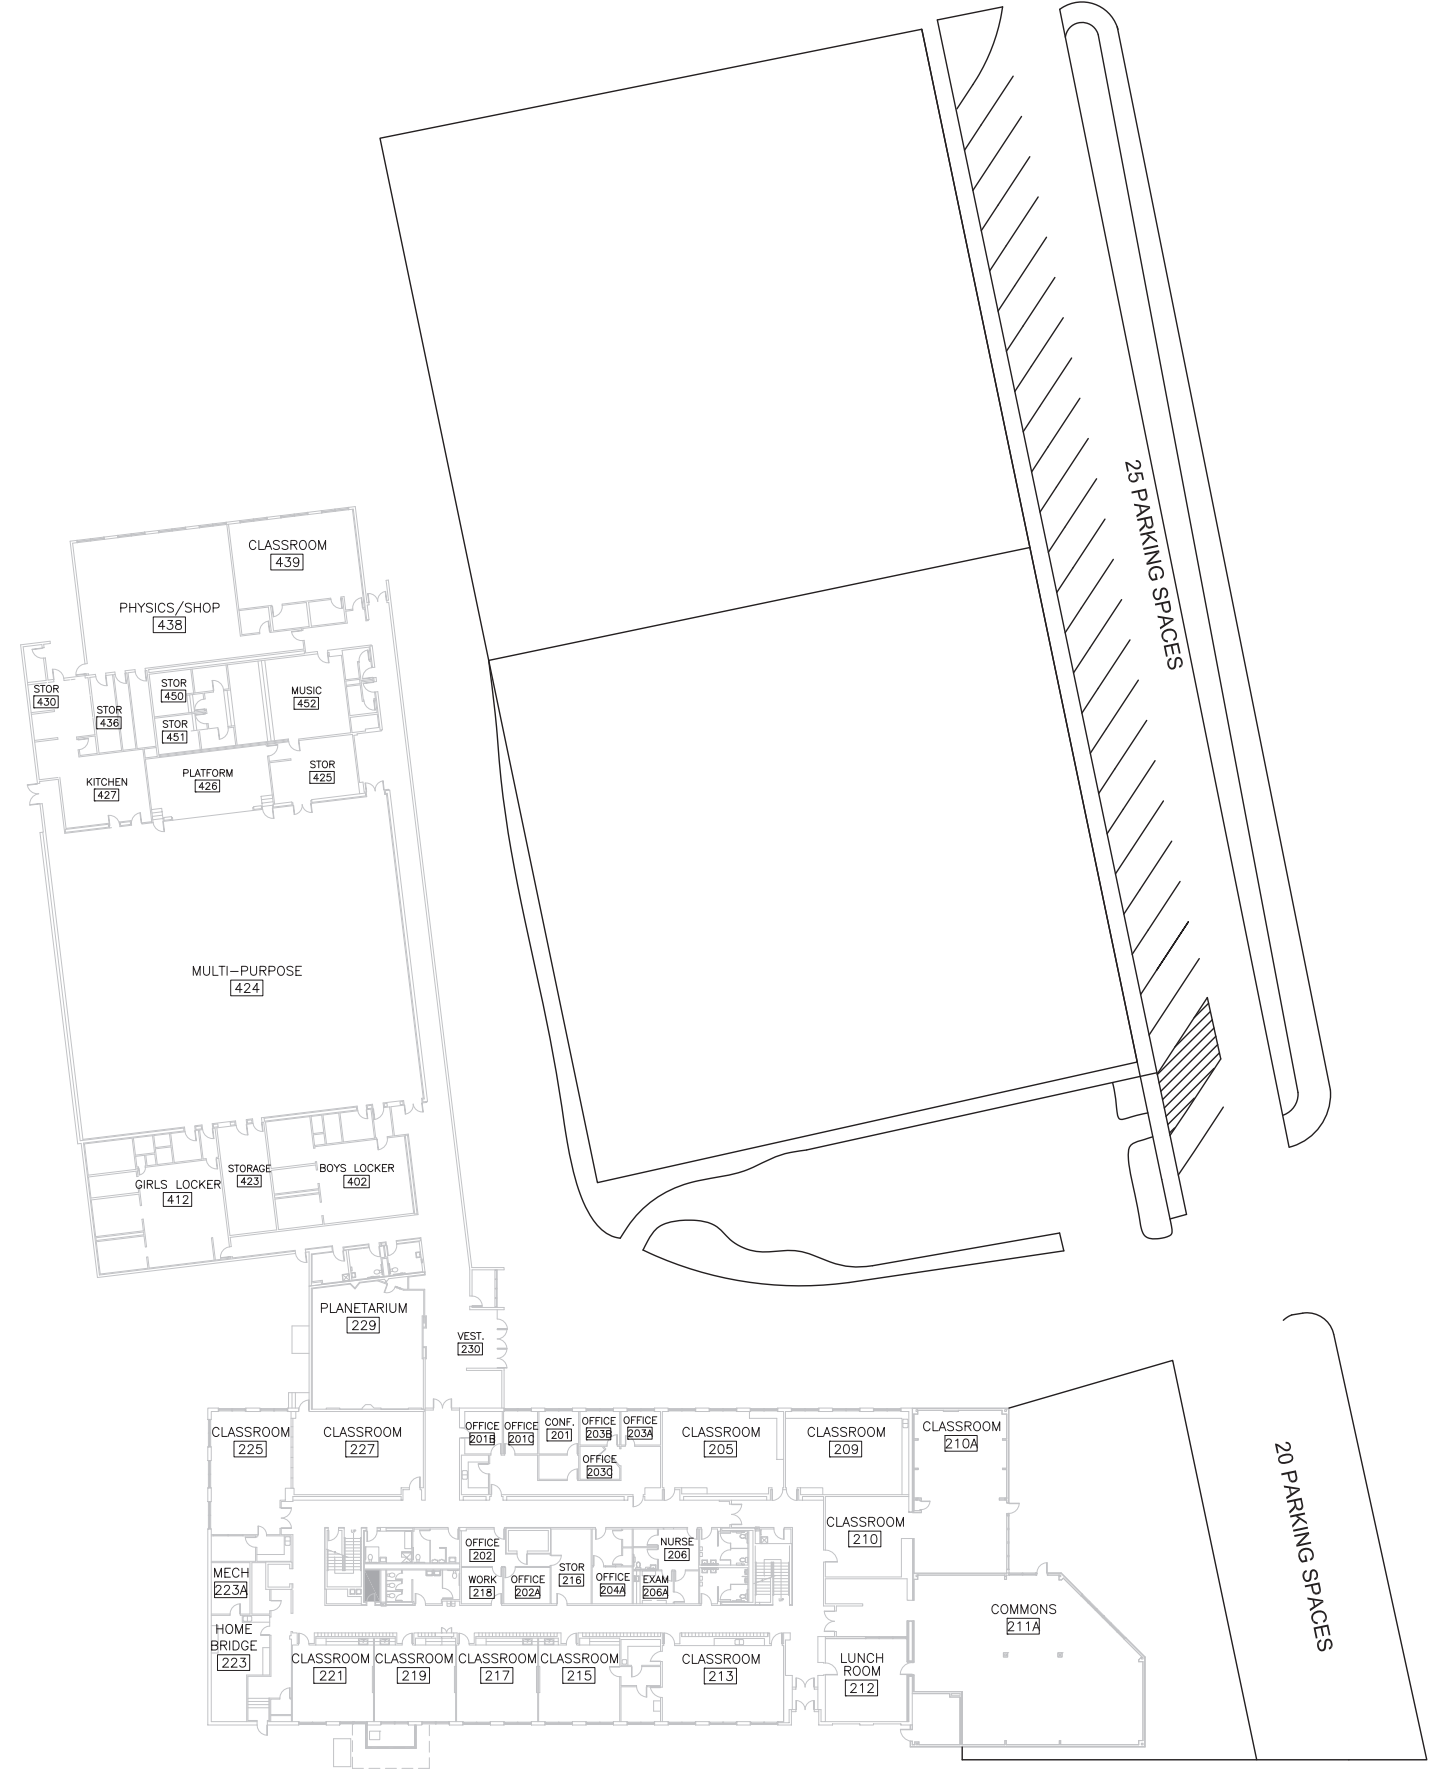 25 PARKING SPACES
CLASSROOM
439
PHYSICS/SHOP
438
STOR
430
STOR
436
STOR
450
STOR
451
MUSIC
452
KITCHEN
427
PLATFORM
426
STOR
425
MULTI-PURPOSE
424
GIRLS LOCKER
412
STORAGE
423
BOYS LOCKER
402
PLANETARIUM
229
VEST.
230
CLASSROOM
225
CLASSROOM
227
OFFICE
201B
OFFICE
201C
CONF.
201
OFFICE
203B
OFFICE
203A
OFFICE
203C
CLASSROOM
205
CLASSROOM
209
CLASSROOM
210A
20 PARKING SPACES
CLASSROOM
210
OFFICE
202
WORK
218
OFFICE
202A
STOR
216
OFFICE
204A
NURSE
206
EXAM
206A
MECH
223A
HOME
BRIDGE
223
CLASSROOM
221
CLASSROOM
219
CLASSROOM
217
CLASSROOM
215
CLASSROOM
213
LUNCH
ROOM
212
COMMONS
211A